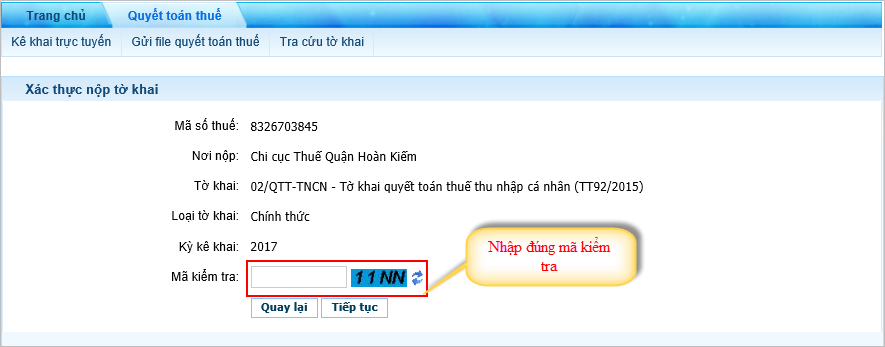 Trang chủ Quyết toán thuế
Kê khai trực tuyến Gửi file quyết toán thuế Tra cứu tờ khai
Xác thực nộp tờ khai
Mã số thuế: 8326703845
Nơi nộp: Chi cục Thuế Quận Hoàn Kiếm
Tờ khai: 02/QTT-TNCN - Tờ khai quyết toán thuế thu nhập cá nhân (TT92/2015)
Loại tờ khai: Chính thức
Kỳ kê khai: 2017
Mã kiểm tra: 11NN
Nhập đúng mã kiểm
tra
Quay lại Tiếp tục